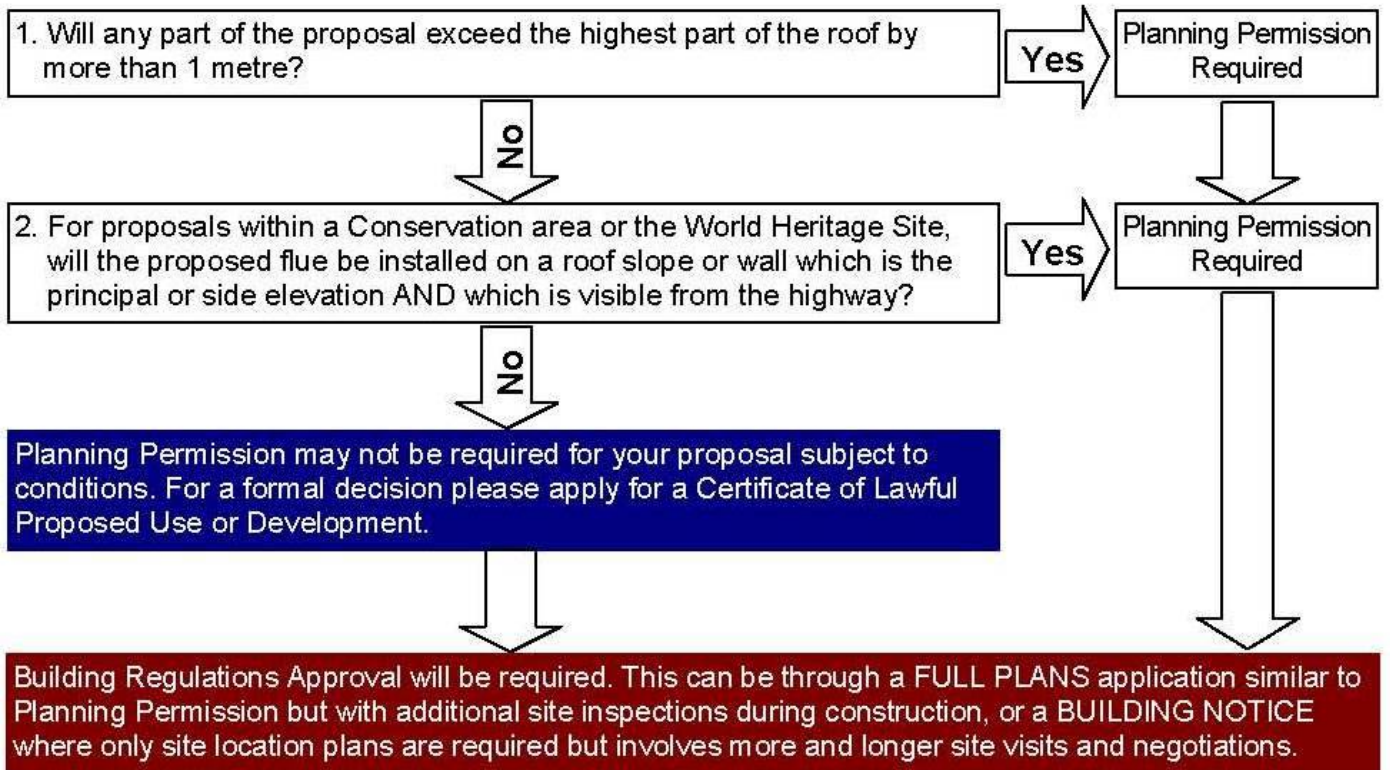 1. Will any part of the proposal exceed the highest part of the roof by
more than 1 metre?
Yes
Planning Permission
Required
No
2. For proposals within a Conservation area or the World Heritage Site,
will the proposed flue be installed on a roof slope or wall which is the
principal or side elevation AND which is visible from the highway?
Yes
Planning Permission
Required
No
Planning Permission may not be required for your proposal subject to
conditions. For a formal decision please apply for a Certificate of Lawful
Proposed Use or Development.
Building Regulations Approval will be required. This can be through a FULL PLANS application similar to
Planning Permission but with additional site inspections during construction, or a BUILDING NOTICE
where only site location plans are required but involves more and longer site visits and negotiations.